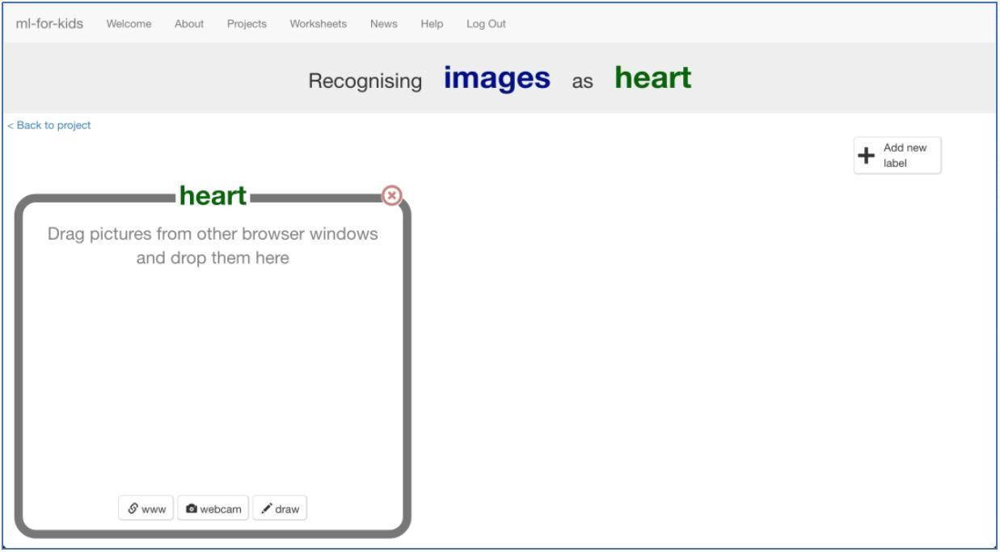 ml-for-kids Welcome About Projects Worksheets News Help Log Out
Recognising images as heart
< Back to project
Add new
label
heart
Drag pictures from other browser windows
and drop them here
www webcam draw